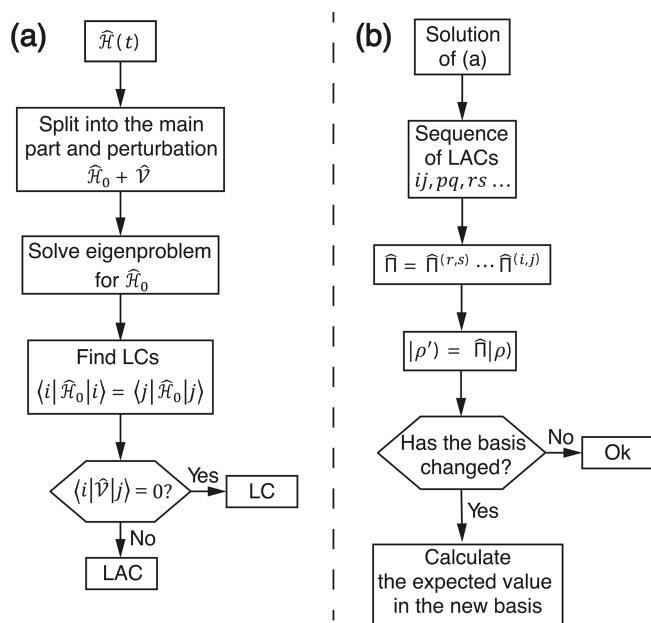 (a)
ℋ̂(t)
Split into the main
part and perturbation
ℋ̂₀ + 𝒱̂
Solve eigenproblem
for ℋ̂₀
Find LCs
⟨i|ℋ̂₀|i⟩ = ⟨j|ℋ̂₀|j⟩
⟨i|𝒱̂|j⟩ = 0?
Yes
LC
No
LAC
(b)
Solution
of (a)
Sequence
of LACs
ij, pq, rs ...
Π̂ = Π̂⁽ʳ,ˢ⁾ ⋯ Π̂⁽ⁱ,ʲ⁾
|ρ′) = Π̂|ρ)
Has the basis
changed?
No
Ok
Yes
Calculate
the expected value
in the new basis